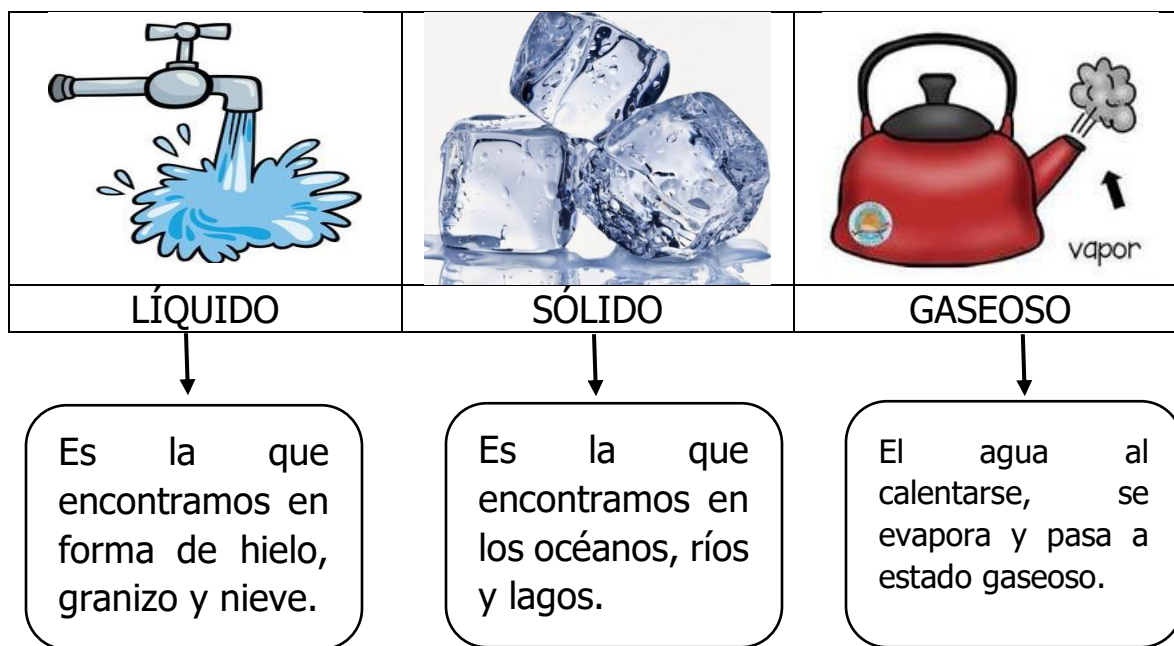 vapor
LÍQUIDO
SÓLIDO
GASEOSO
Es la que
encontramos en
forma de hielo,
granizo y nieve.
Es la que
encontramos en
los océanos, ríos
y lagos.
El agua al
calentarse, se
evapora y pasa a
estado gaseoso.